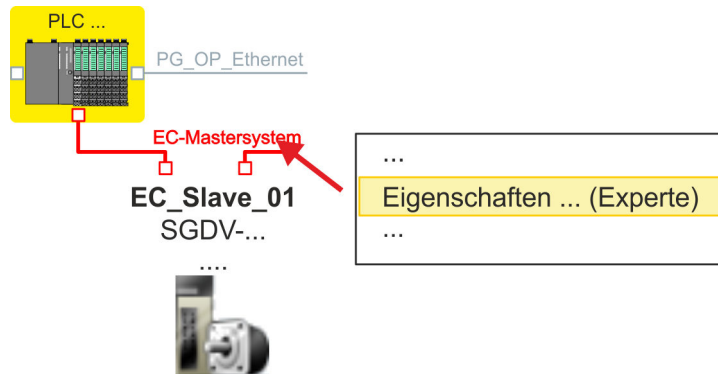 PLC ...
PG_OP_Ethernet
EC-Mastersystem
EC_Slave_01
SGDV-...
....
...
Eigenschaften ... (Experte)
...